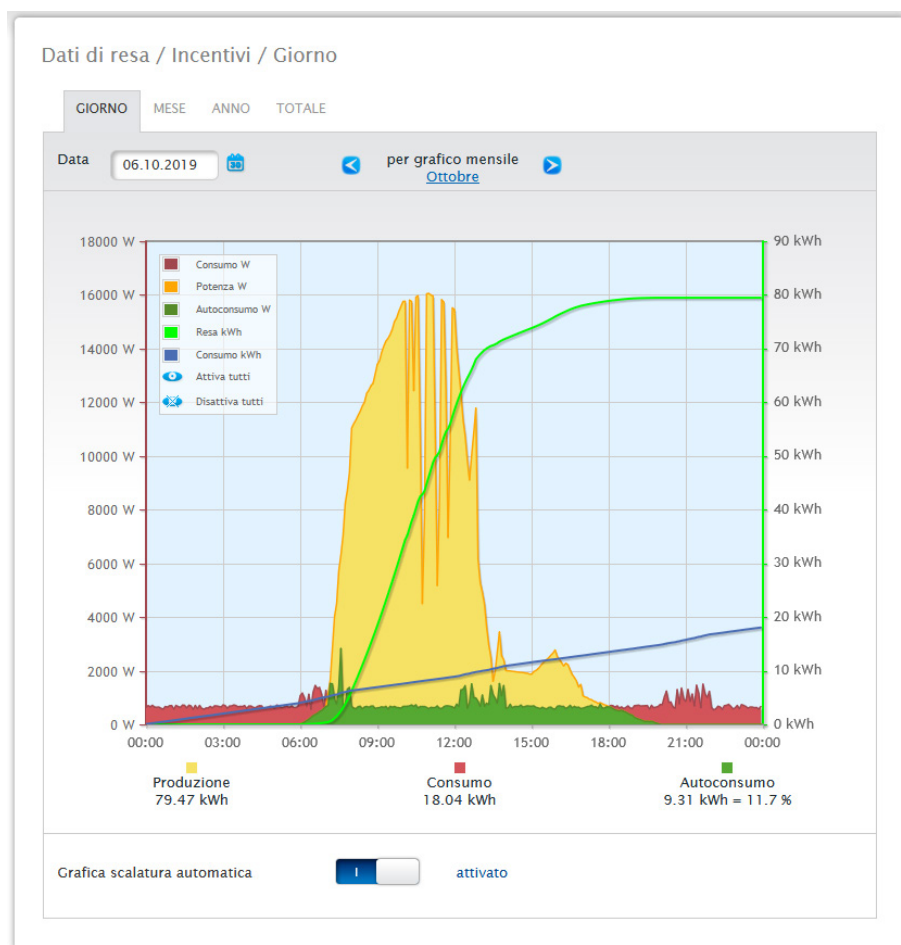 Dati di resa / Incentivi / Giorno
GIORNO MESE ANNO TOTALE
Data 06.10.2019 30 per grafico mensile
Ottobre
18000 W 90 kWh
Consumo W
Potenza W
16000 W 80 kWh
Autoconsumo W
Resa kWh
14000 W 70 kWh
Consumo kWh
Attiva tutti
12000 W 60 kWh
Disattiva tutti
10000 W 50 kWh
8000 W 40 kWh
6000 W 30 kWh
4000 W 20 kWh
2000 W 10 kWh
0 W 0 kWh
00:00 03:00 06:00 09:00 12:00 15:00 18:00 21:00 00:00
Produzione Consumo Autoconsumo
79.47 kWh 18.04 kWh 9.31 kWh = 11.7 %
Grafica scalatura automatica I attivato